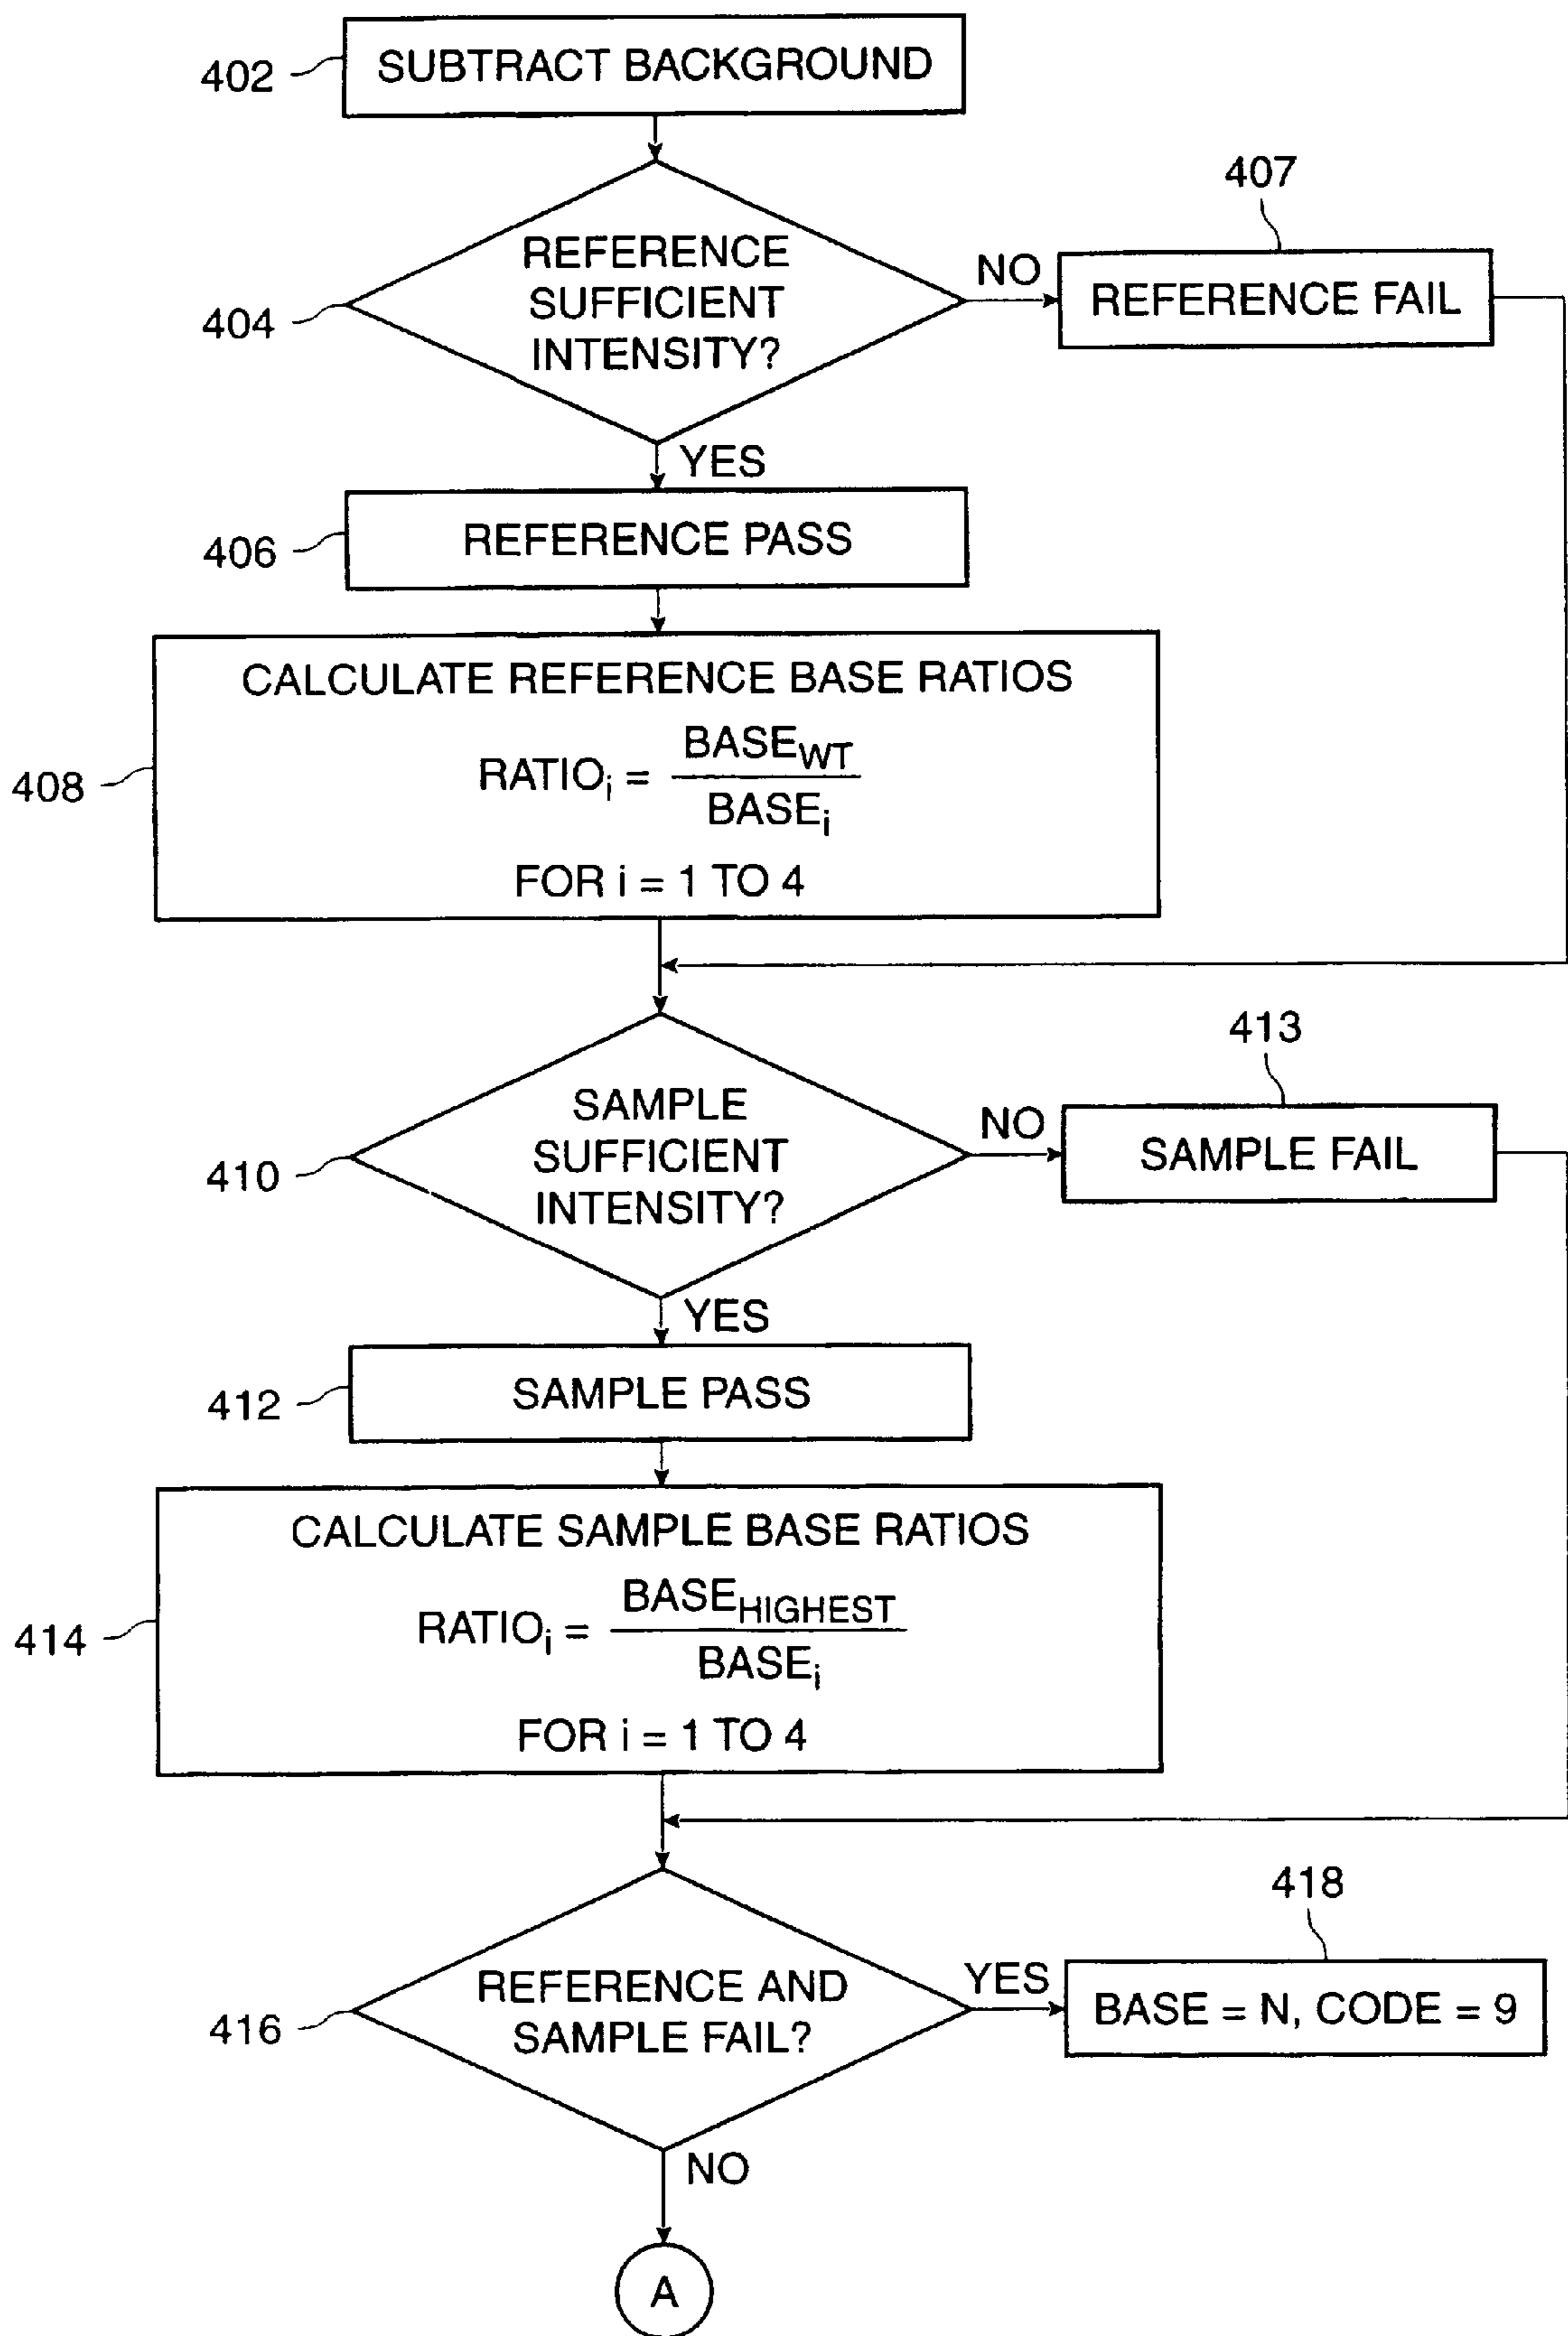 402
SUBTRACT BACKGROUND
407
404
REFERENCE
SUFFICIENT
INTENSITY?
NO
REFERENCE FAIL
YES
406
REFERENCE PASS
408
CALCULATE REFERENCE BASE RATIOS
RATIOi = BASEWT / BASEi
FOR i = 1 TO 4
413
410
SAMPLE
SUFFICIENT
INTENSITY?
NO
SAMPLE FAIL
YES
412
SAMPLE PASS
414
CALCULATE SAMPLE BASE RATIOS
RATIOi = BASEHIGHEST / BASEi
FOR i = 1 TO 4
418
416
REFERENCE AND
SAMPLE FAIL?
YES
BASE = N, CODE = 9
NO
A